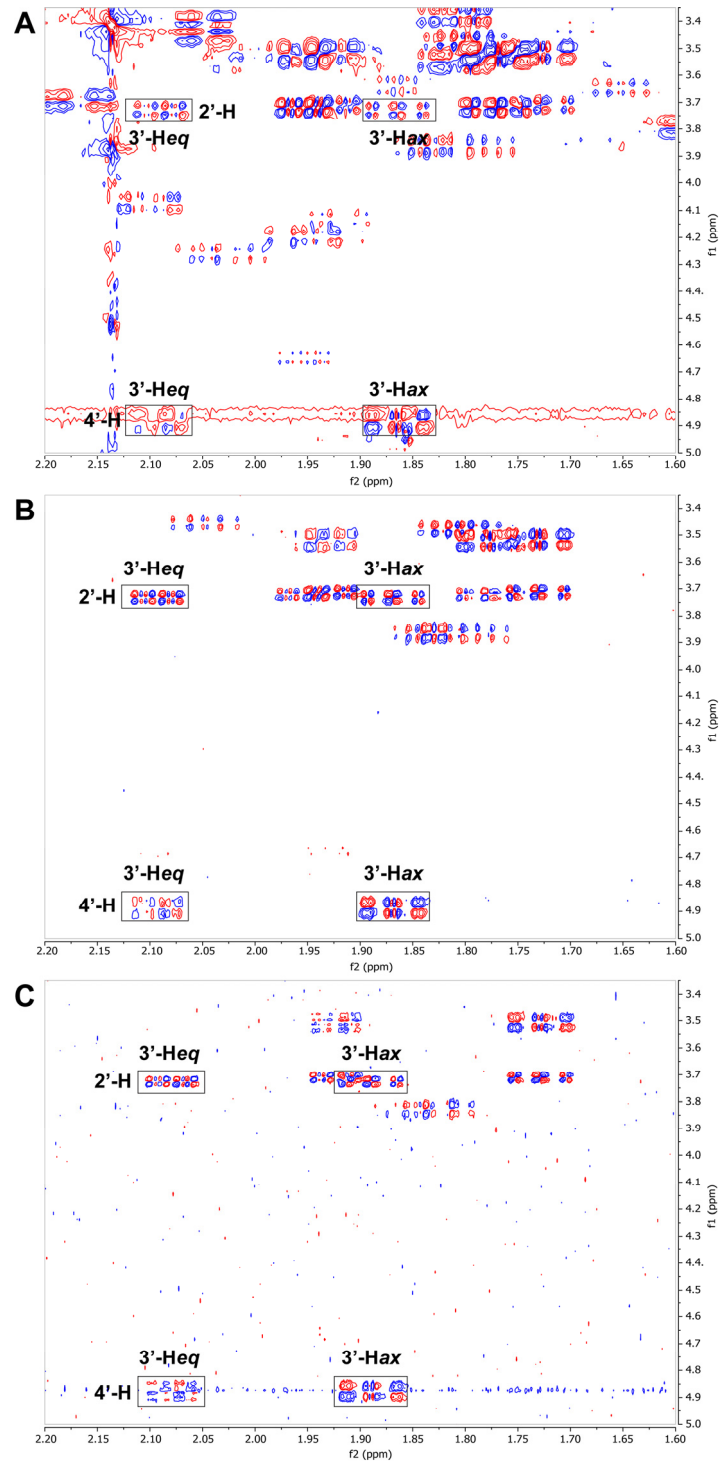 A
3.4
3.5
3.6
3.7
3.8
3.9
4.0
4.1
4.2
4.3
4.4
4.5
4.6
4.7
4.8
4.9
5.0
f1 (ppm)
2'-H
3'-Heq
3'-Hax
3'-Heq
3'-Hax
4'-H
2.20 2.15 2.10 2.05 2.00 1.95 1.90 1.85 1.80 1.75 1.70 1.65 1.60
f2 (ppm)
B
3.4
3.5
3.6
3.7
3.8
3.9
4.0
4.1
4.2
4.3
4.4
4.5
4.6
4.7
4.8
4.9
5.0
f1 (ppm)
3'-Heq
3'-Hax
2'-H
3'-Heq
3'-Hax
4'-H
2.20 2.15 2.10 2.05 2.00 1.95 1.90 1.85 1.80 1.75 1.70 1.65 1.60
f2 (ppm)
C
3.4
3.5
3.6
3.7
3.8
3.9
4.0
4.1
4.2
4.3
4.4
4.5
4.6
4.7
4.8
4.9
5.0
f1 (ppm)
3'-Heq
3'-Hax
2'-H
3'-Heq
3'-Hax
4'-H
2.20 2.15 2.10 2.05 2.00 1.95 1.90 1.85 1.80 1.75 1.70 1.65 1.60
f2 (ppm)